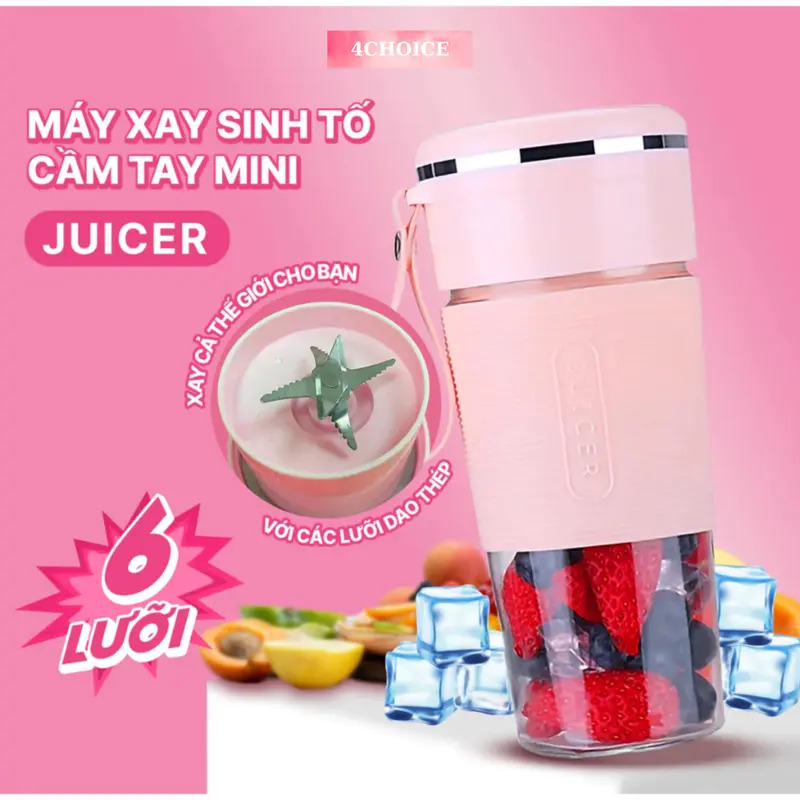 4CHOICE
MÁY XAY SINH TỐ
CẦM TAY MINI
JUICER
XAY CẢ THẾ GIỚI CHO BẠN
VỚI CÁC LƯỠI DAO THÉP
6
LƯỠI
JUICER